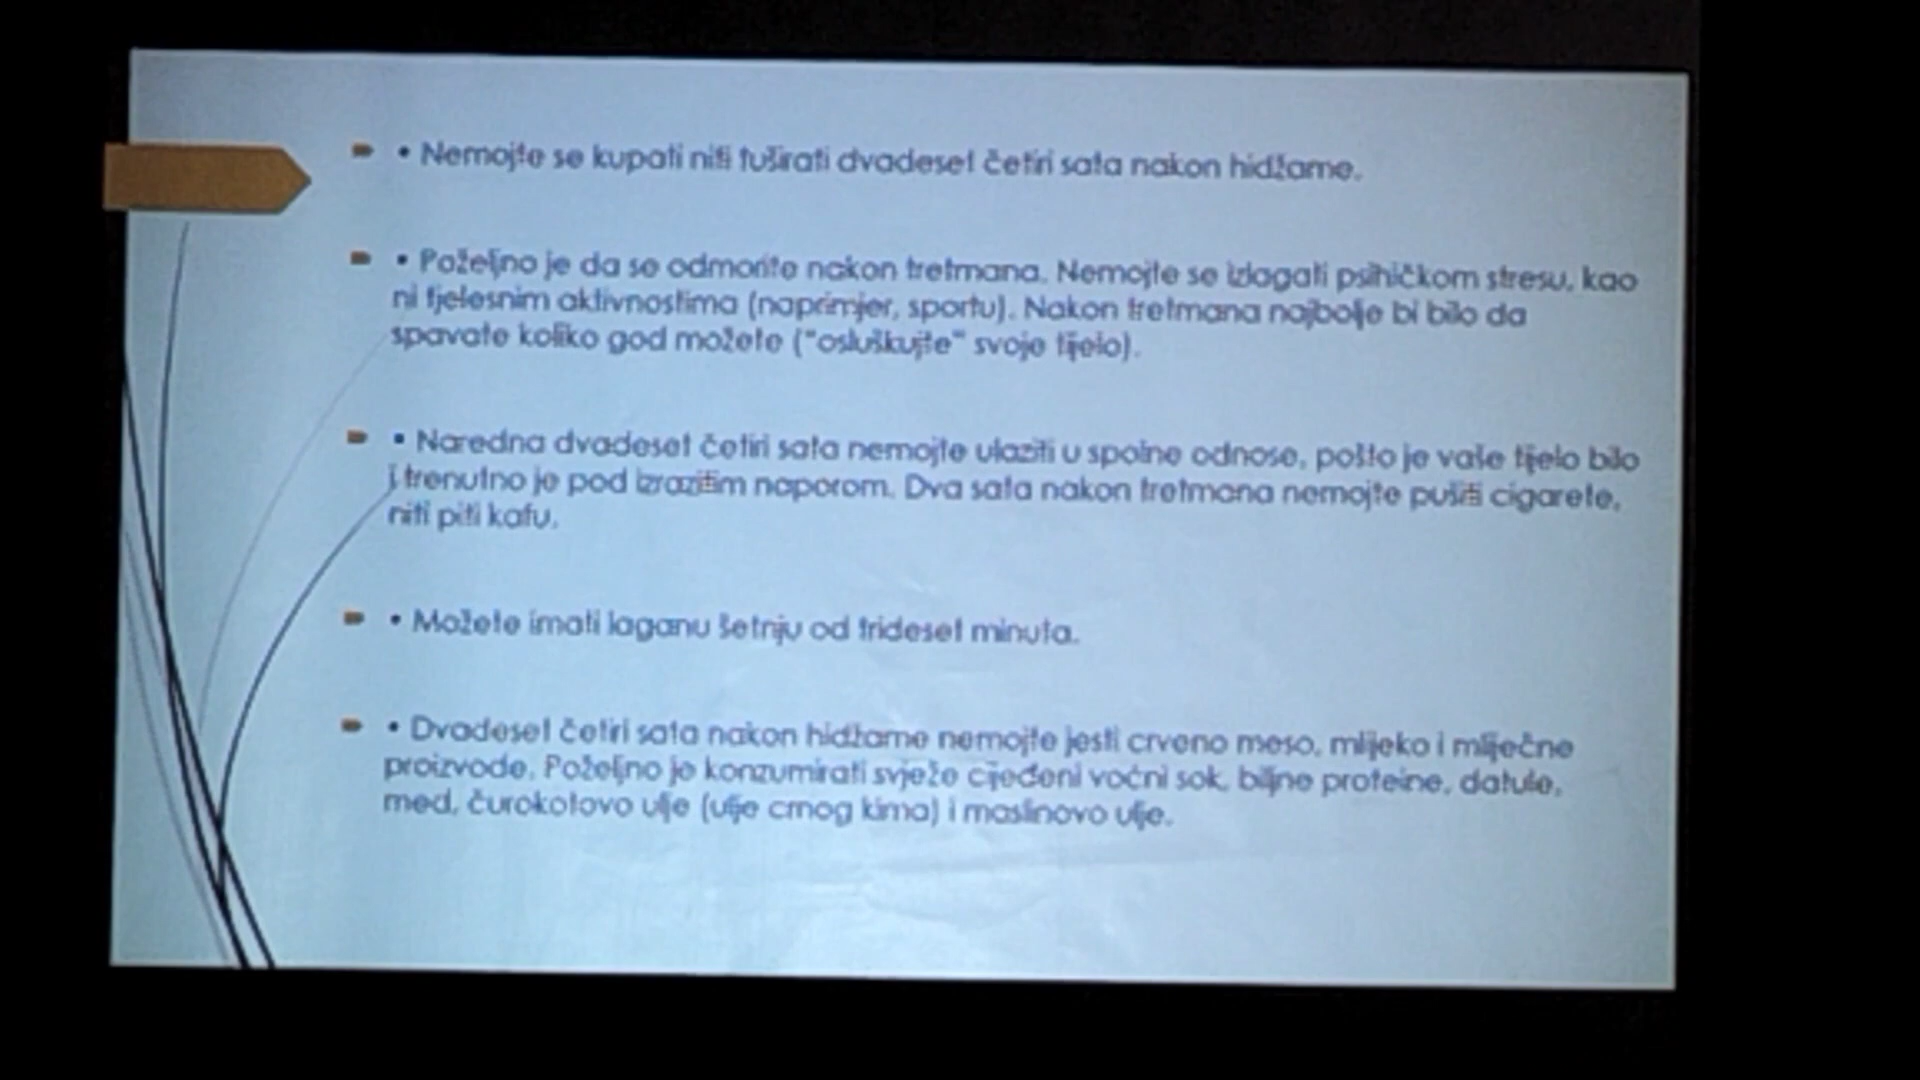 • Nemojte se kupati niti tuširati dvadeset četiri sata nakon hidžame.
• Poželjno je da se odmorite nakon tretmana. Nemojte se izlagati psihičkom stresu, kao
ni tjelesnim aktivnostima (naprimjer, sportu). Nakon tretmana najbolje bi bilo da
spavate koliko god možete ("osluškujte" svoje tijelo).
• Naredna dvadeset četiri sata nemojte ulaziti u spolne odnose, pošto je vaše tijelo bilo
i trenutno je pod izrazitim naporom. Dva sata nakon tretmana nemojte pušiti cigarete,
niti piti kafu.
• Možete imati laganu šetnju od trideset minuta.
• Dvadeset četiri sata nakon hidžame nemojte jesti crveno meso, mlijeko i mliječne
proizvode. Poželjno je konzumirati svježe cijeđeni voćni sok, biljne proteine, datule,
med, čurokotovo ulje (ulje crnog kima) i maslinovo ulje.